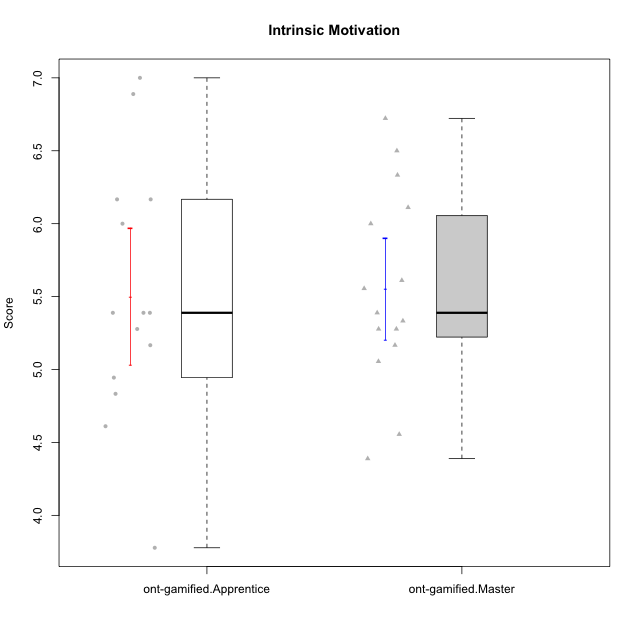 Intrinsic Motivation
7.0
6.5
6.0
5.5
5.0
4.5
4.0
Score
ont-gamified.Apprentice
ont-gamified.Master